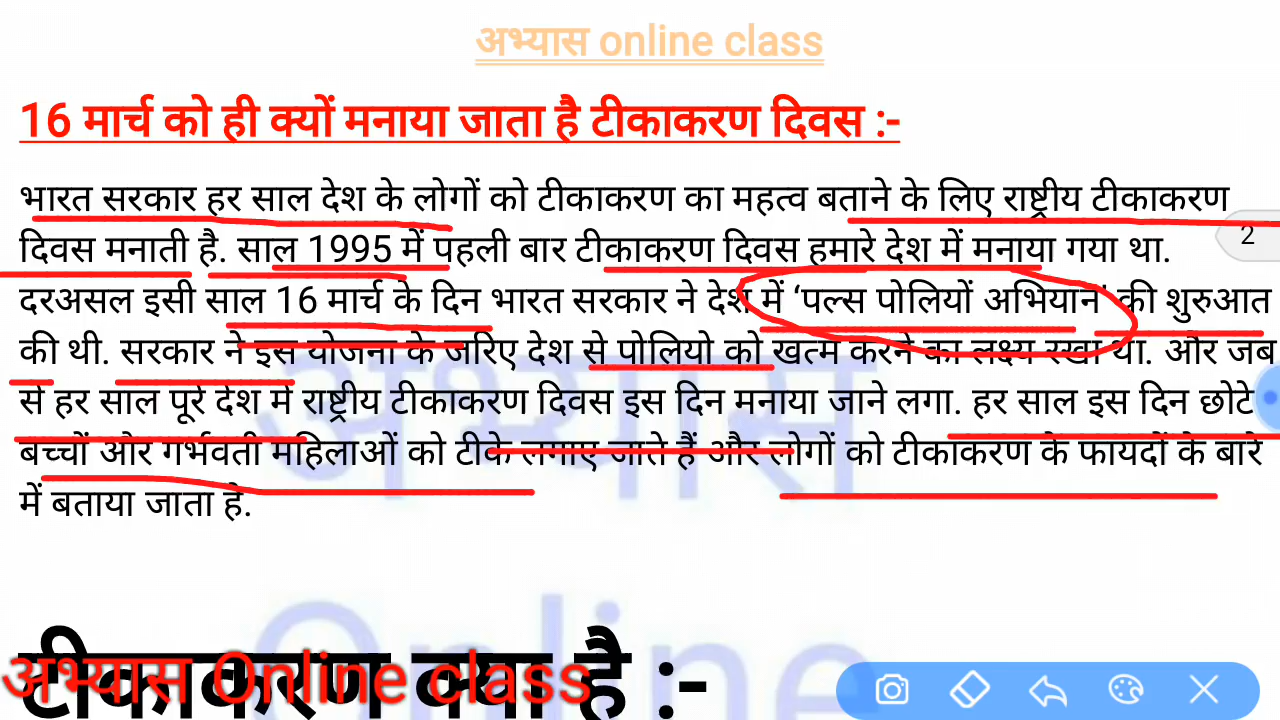 अभ्यास online class
16 मार्च को ही क्यों मनाया जाता है टीकाकरण दिवस :-
भारत सरकार हर साल देश के लोगों को टीकाकरण का महत्व बताने के लिए राष्ट्रीय टीकाकरण
दिवस मनाती है. साल 1995 में पहली बार टीकाकरण दिवस हमारे देश में मनाया गया था.
2
दरअसल इसी साल 16 मार्च के दिन भारत सरकार ने देश में ‘पल्स पोलियों अभियान’ की शुरुआत
की थी. सरकार ने इस योजना के जरिए देश से पोलियो को खत्म करने का लक्ष्य रखा था. और जब
से हर साल पूरे देश में राष्ट्रीय टीकाकरण दिवस इस दिन मनाया जाने लगा. हर साल इस दिन छोटे
बच्चों और गर्भवती महिलाओं को टीके लगाए जाते हैं और लोगों को टीकाकरण के फायदों के बारे
में बताया जाता हे.
अभ्यास
Online
टीकाकरण क्या है :-
अभ्यास Online class